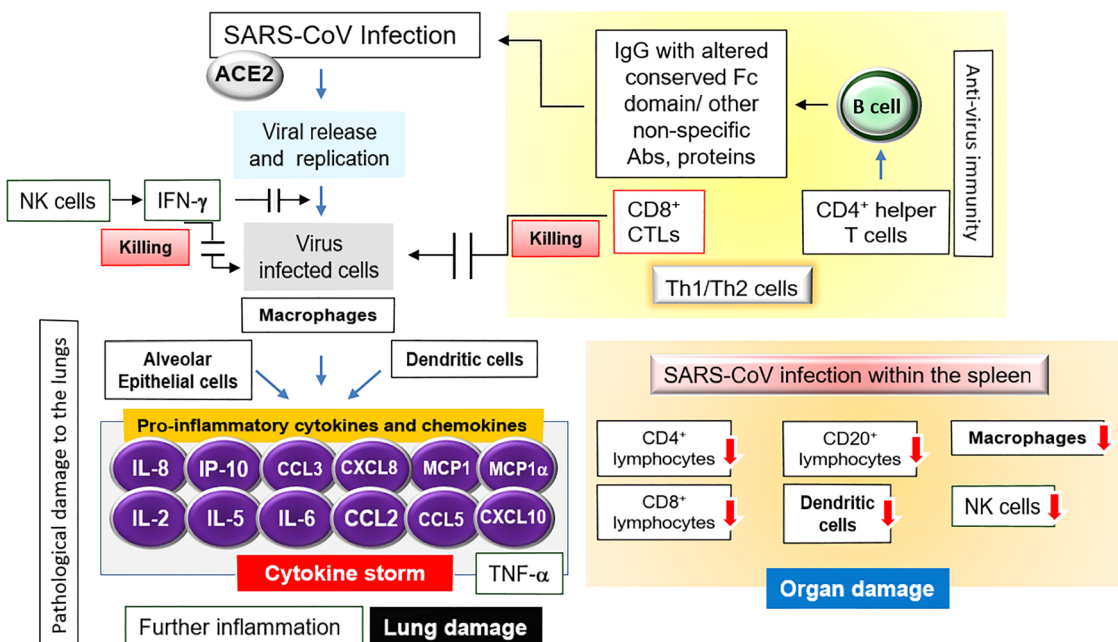 SARS-CoV Infection
ACE2
Viral release
and replication
NK cells
IFN-γ
Killing
Virus
infected cells
IgG with altered
conserved Fc
domain/ other
non-specific
Abs, proteins
B cell
CD8⁺
CTLs
Killing
CD4⁺ helper
T cells
Th1/Th2 cells
Anti-virus immunity
Macrophages
Alveolar
Epithelial cells
Dendritic cells
Pathological damage to the lungs
Pro-inflammatory cytokines and chemokines
IL-8
IP-10
CCL3
CXCL8
MCP1
MCP1α
IL-2
IL-5
IL-6
CCL2
CCL5
CXCL10
Cytokine storm
TNF-α
Further inflammation
Lung damage
SARS-CoV infection within the spleen
CD4⁺
lymphocytes
CD20⁺
lymphocytes
Macrophages
CD8⁺
lymphocytes
Dendritic
cells
NK cells
Organ damage